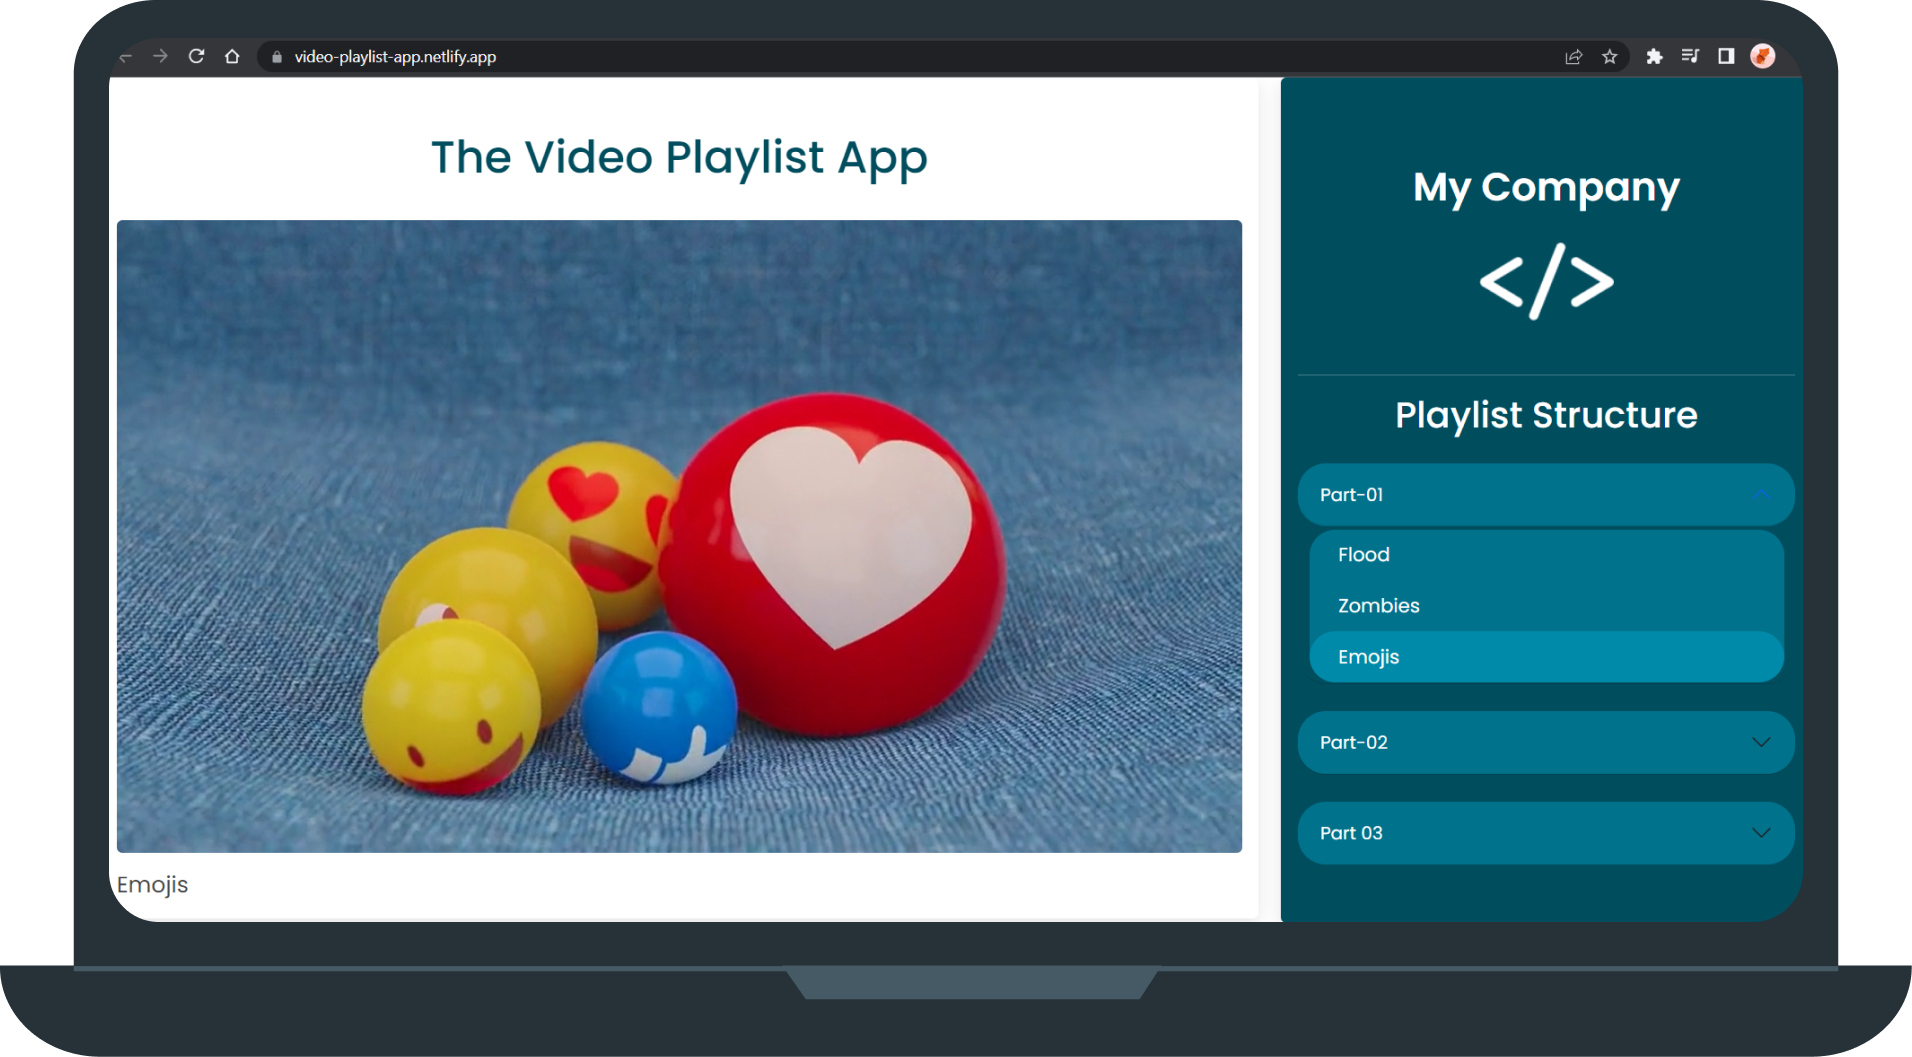 video-playlist-app.netlify.app
The Video Playlist App
Emojis
My Company
</>
Playlist Structure
Part-01
Flood
Zombies
Emojis
Part-02
Part 03